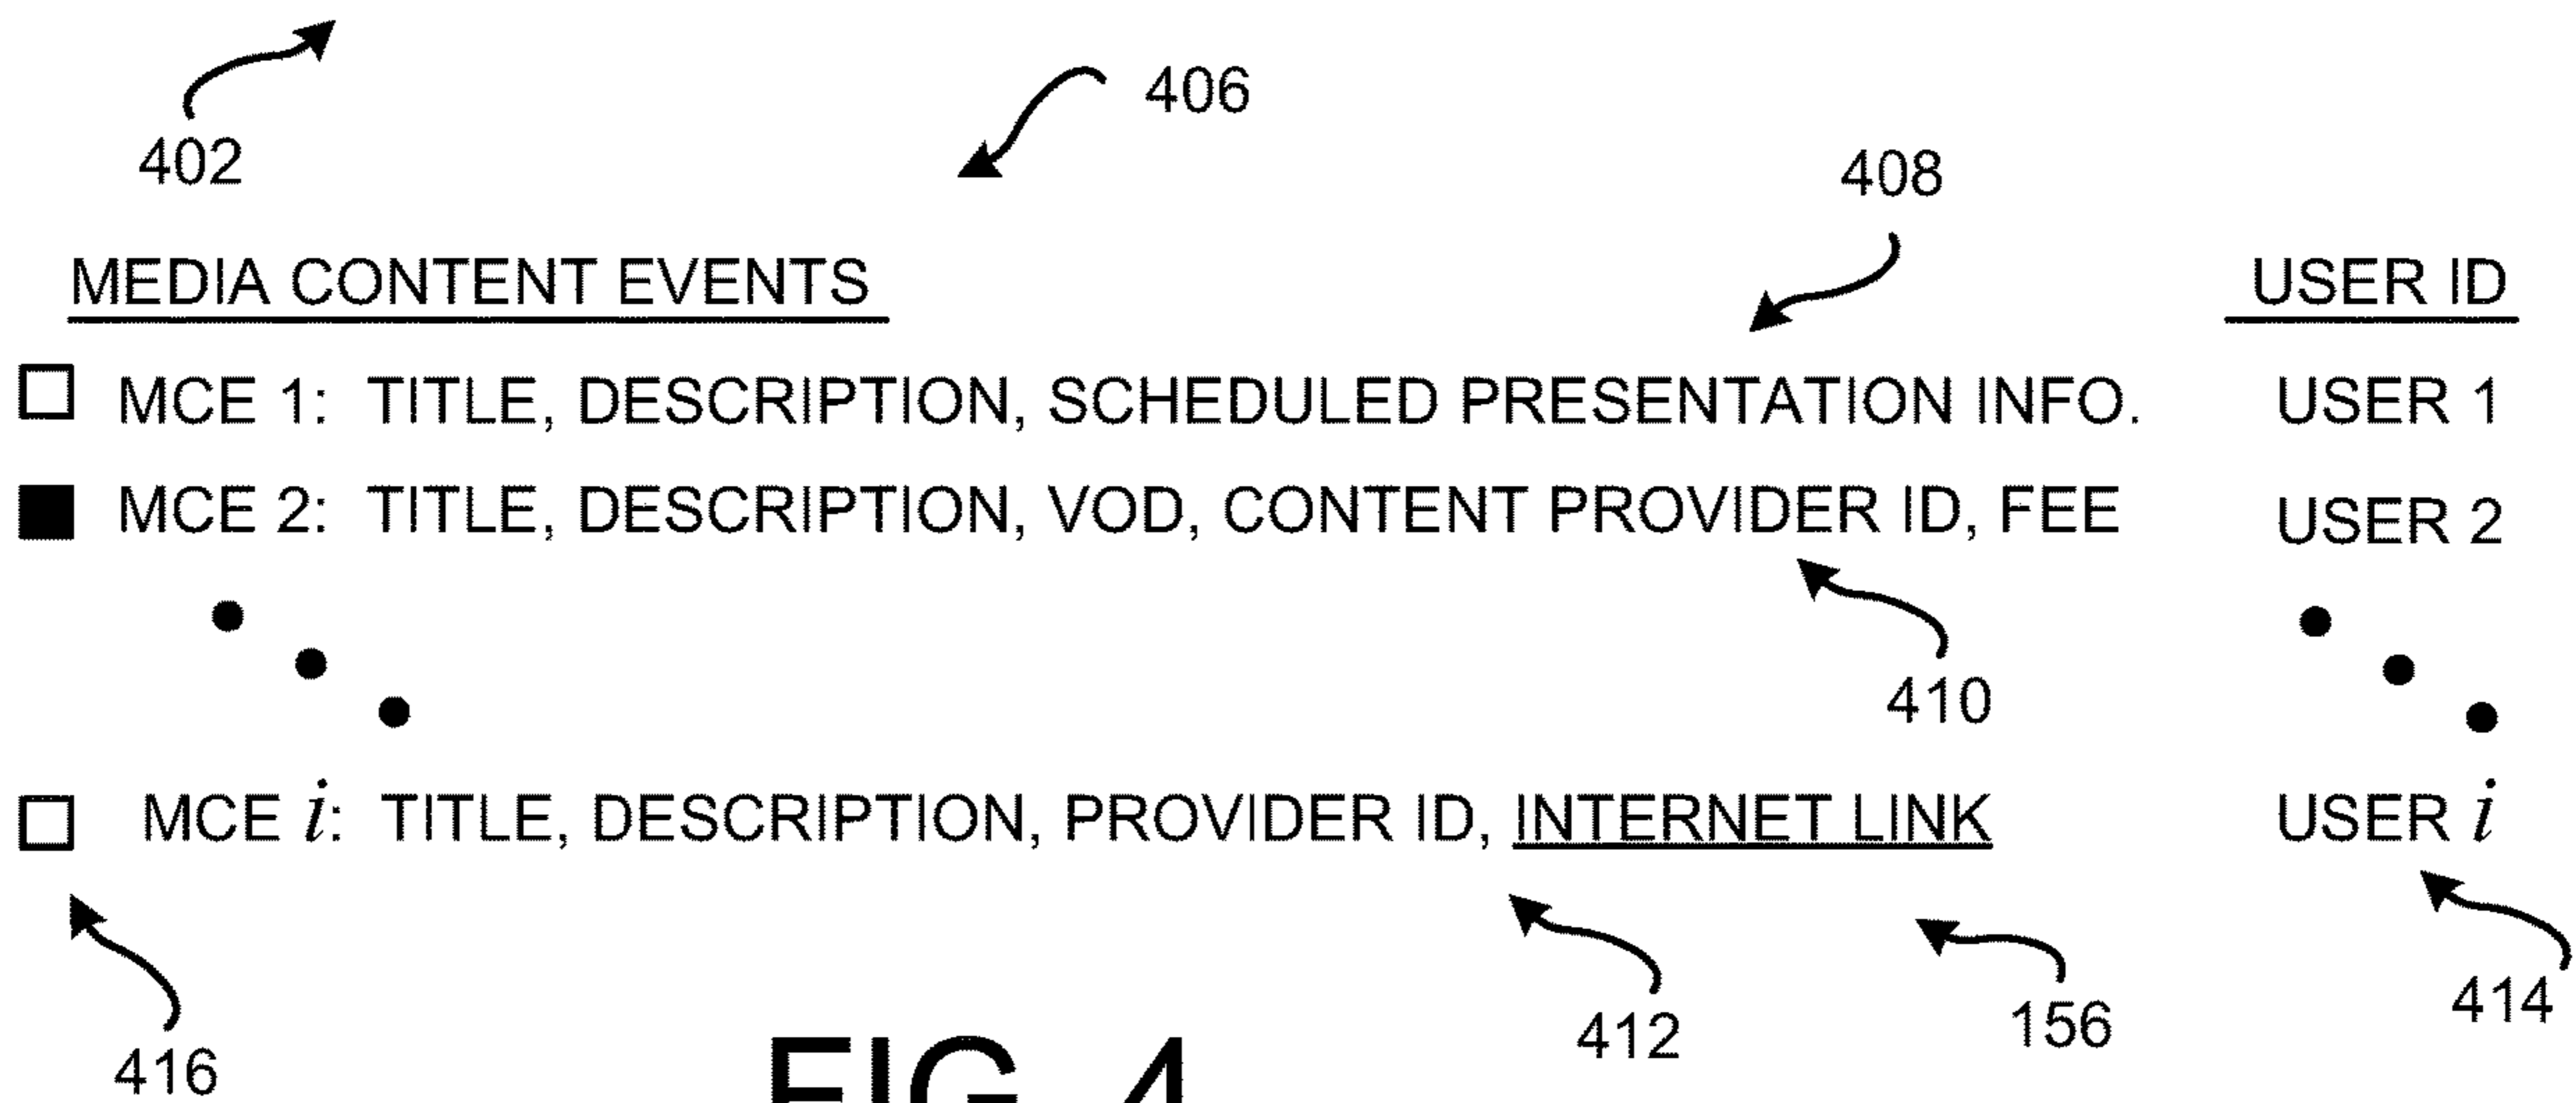 406
402
408
MEDIA CONTENT EVENTS USER ID
MCE 1: TITLE, DESCRIPTION, SCHEDULED PRESENTATION INFO. USER 1
MCE 2: TITLE, DESCRIPTION, VOD, CONTENT PROVIDER ID, FEE USER 2
410
MCE i: TITLE, DESCRIPTION, PROVIDER ID, INTERNET LINK USER i
414
156
412
416
FIG. 4